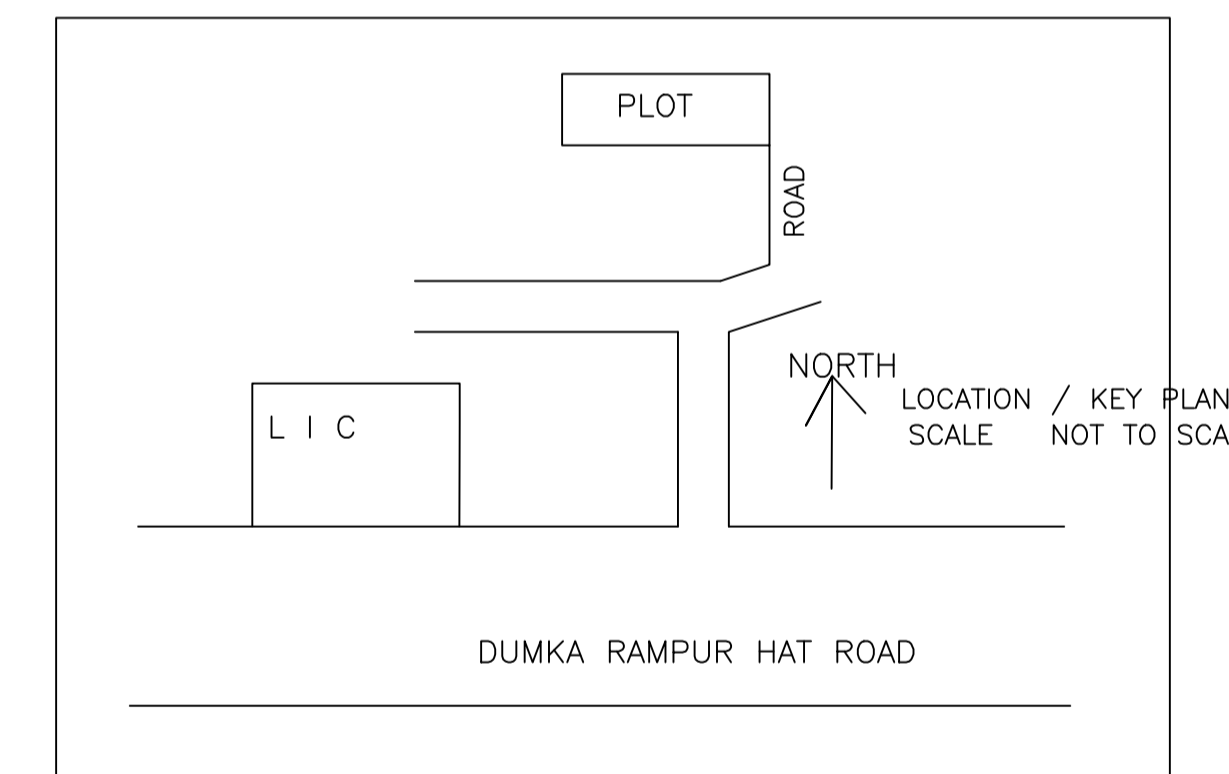 PLOT
ROAD
NORTH
LOCATION / KEY PLAN
SCALE NOT TO SCA
L I C
DUMKA RAMPUR HAT ROAD